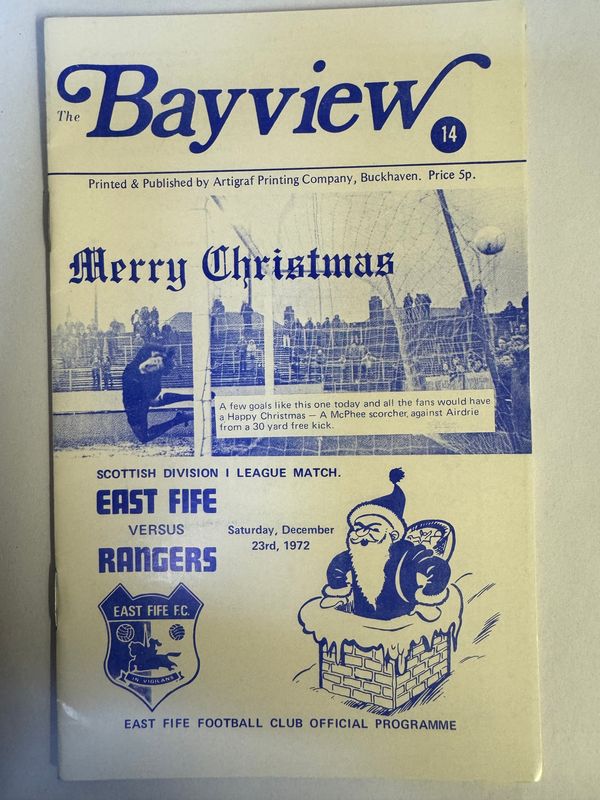 The Bayview
14
Printed & Published by Artigraf Printing Company, Buckhaven. Price 5p.
Merry Christmas
A few goals like this one today and all the fans would have
a Happy Christmas — A McPhee scorcher, against Airdrie
from a 30 yard free kick.
SCOTTISH DIVISION I LEAGUE MATCH.
EAST FIFE
VERSUS
RANGERS
Saturday, December
23rd, 1972
EAST FIFE F.C.
IN VIGILANS
EAST FIFE FOOTBALL CLUB OFFICIAL PROGRAMME